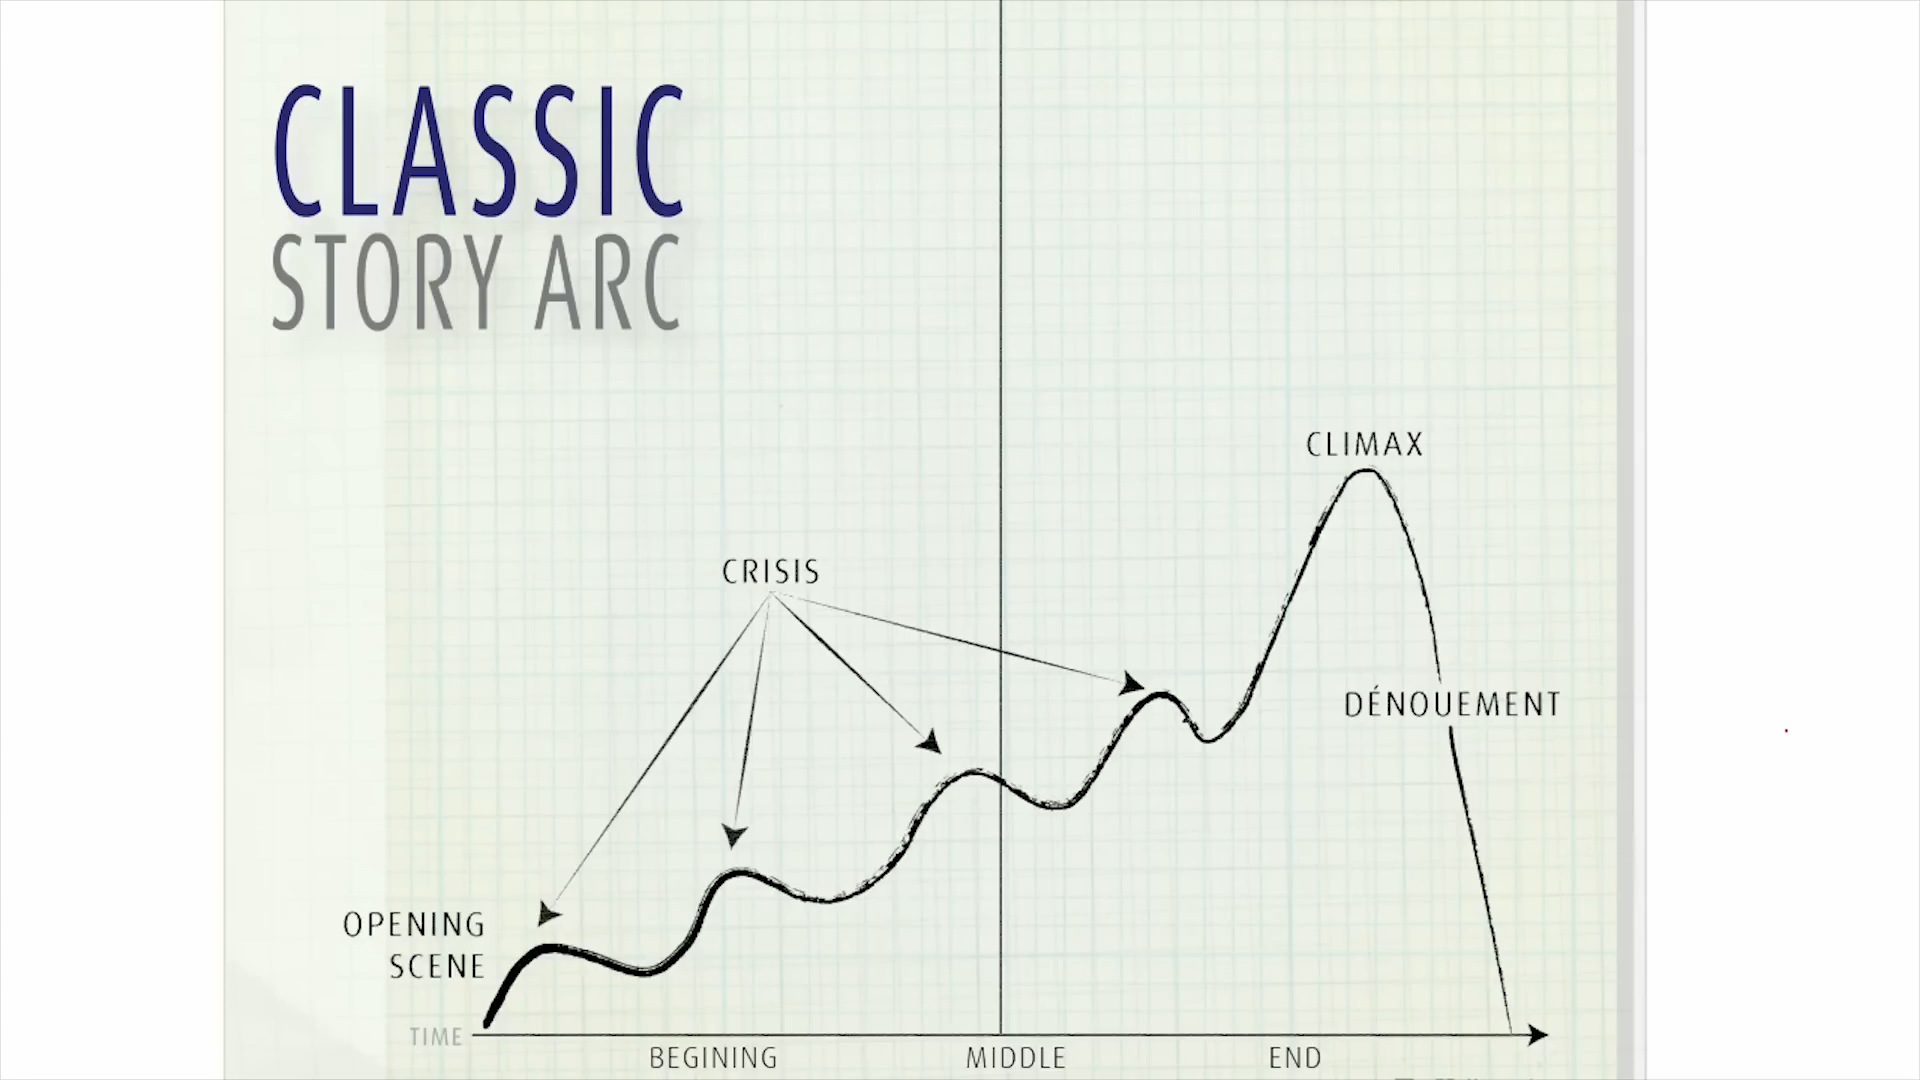 CLASSIC
STORY ARC
CLIMAX
CRISIS
DÉNOUEMENT
OPENING
SCENE
TIME
BEGINING
MIDDLE
END